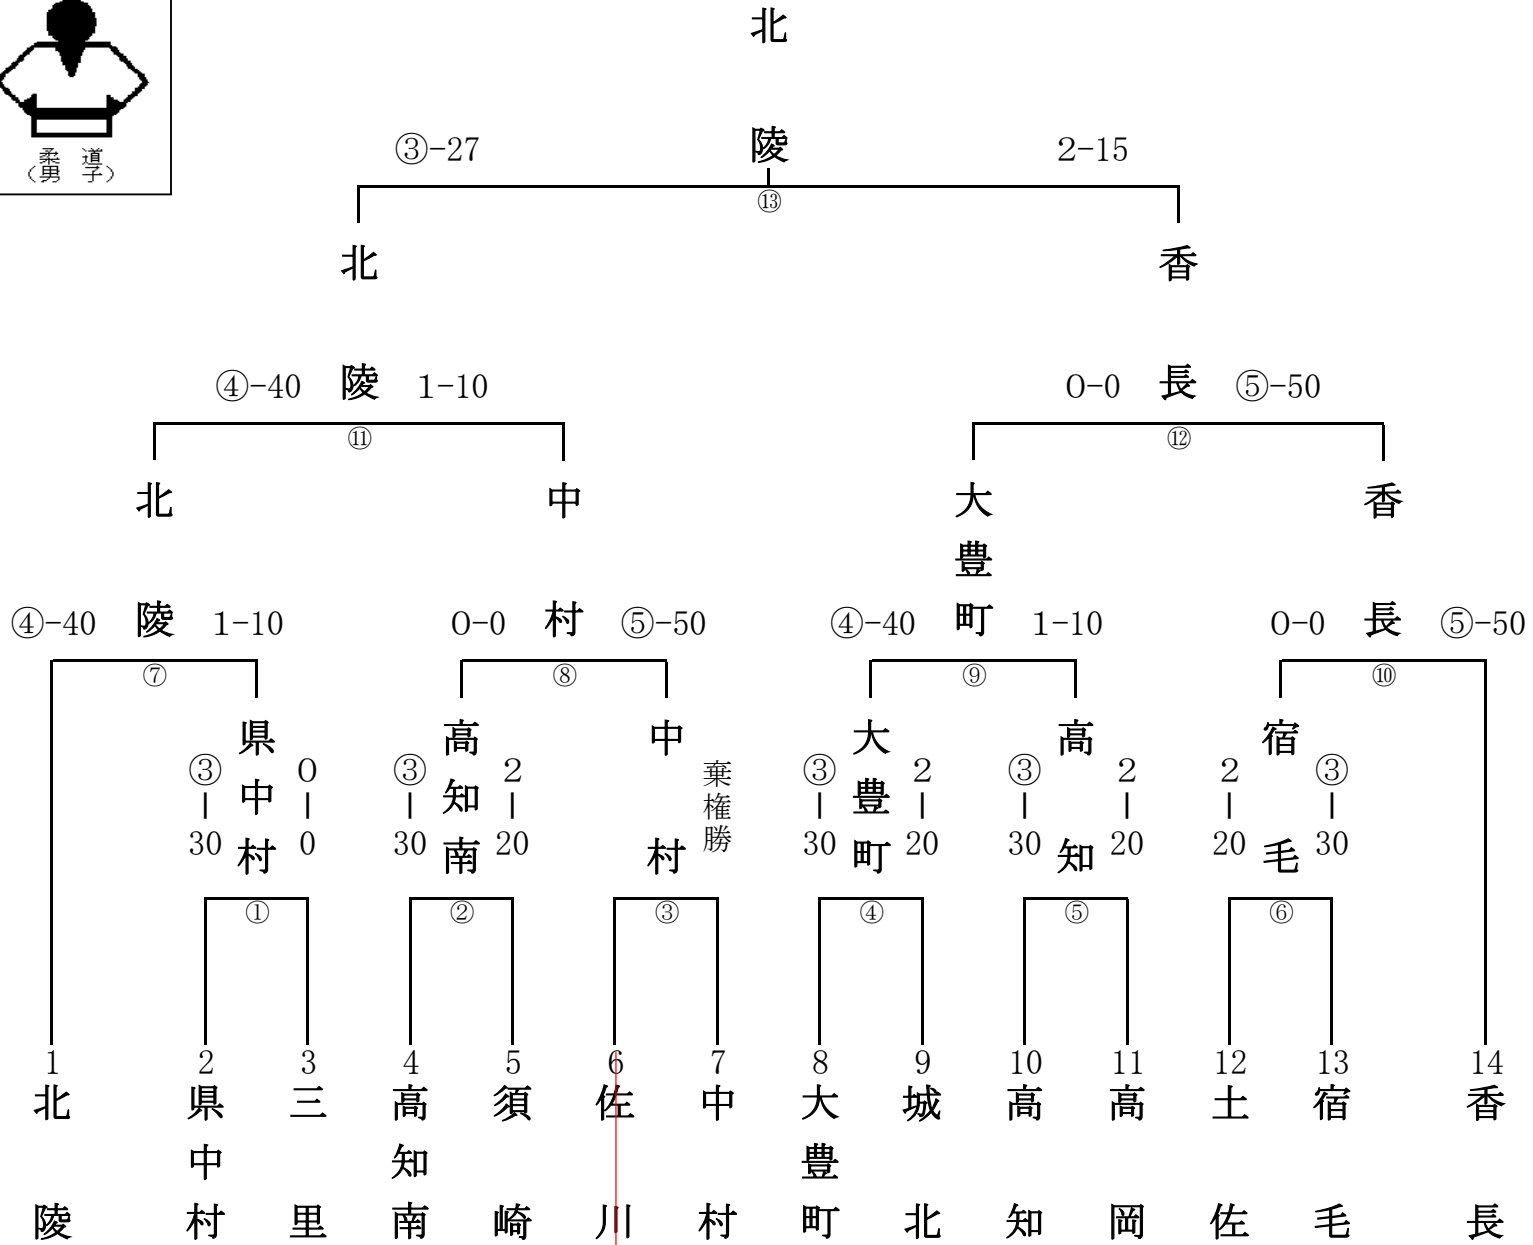 柔道
（男子）
北陵
③-27 2-15
⑬
北陵 香長
④-40 1-10 0-0 ⑤-50
⑪ ⑫
北陵 中村 大豊町 香長
④-40 1-10 0-0 ⑤-50 ④-40 1-10 0-0 ⑤-50
⑦ ⑧ ⑨ ⑩
県中村 高知南 中村 大豊町 高知 宿毛
③-30 0-0 ③-30 2-20 棄権勝 ③-30 2-20 ③-30 2-20 2-20 ③-30
① ② ③ ④ ⑤ ⑥
1 2 3 4 5 6 7 8 9 10 11 12 13 14
北陵 県中村 三里 高知南 須崎 佐川 中村 大豊町 城北 高知 高岡 土佐 宿毛 香長